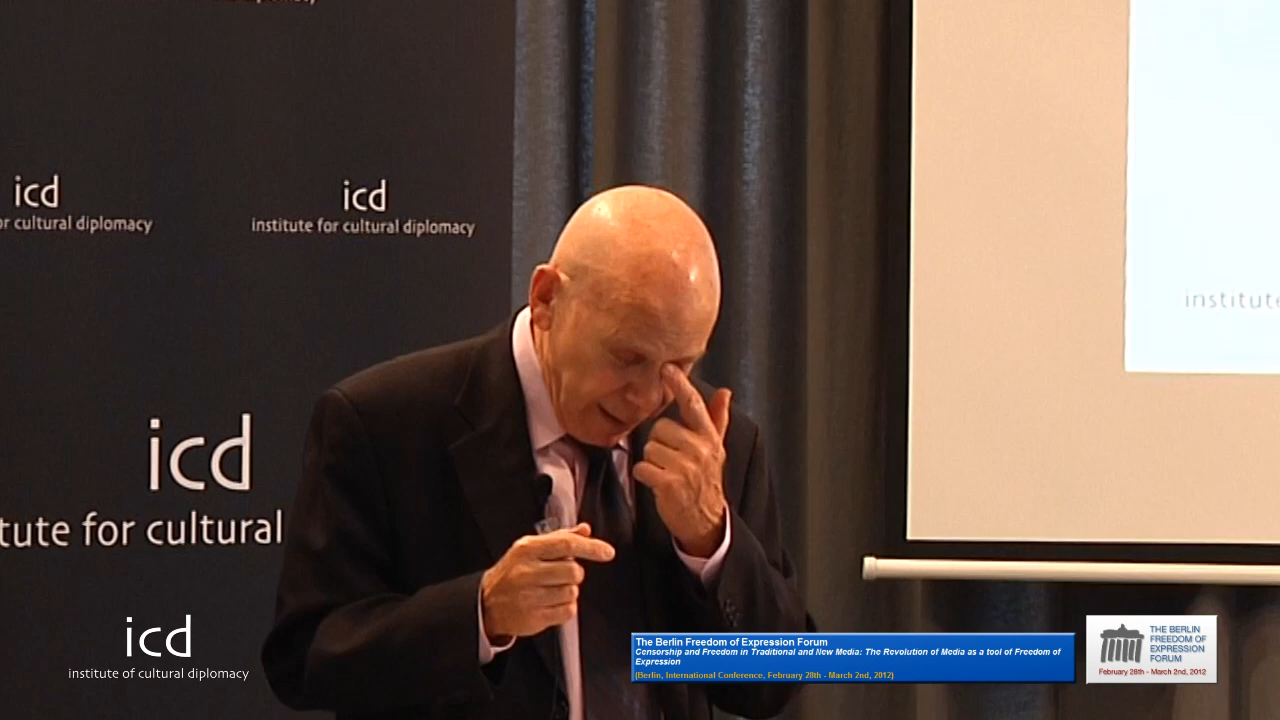 diplomacy
icd
or cultural diplomacy
icd
institute for cultural diplomacy
institute
icd
tute for cultural
icd
institute of cultural diplomacy
The Berlin Freedom of Expression Forum
Censorship and Freedom in Traditional and New Media: The Revolution of Media as a tool of Freedom of
Expression
(Berlin, International Conference, February 28th - March 2nd, 2012)
THE BERLIN
FREEDOM OF
EXPRESSION
FORUM
February 28th - March 2nd, 2012